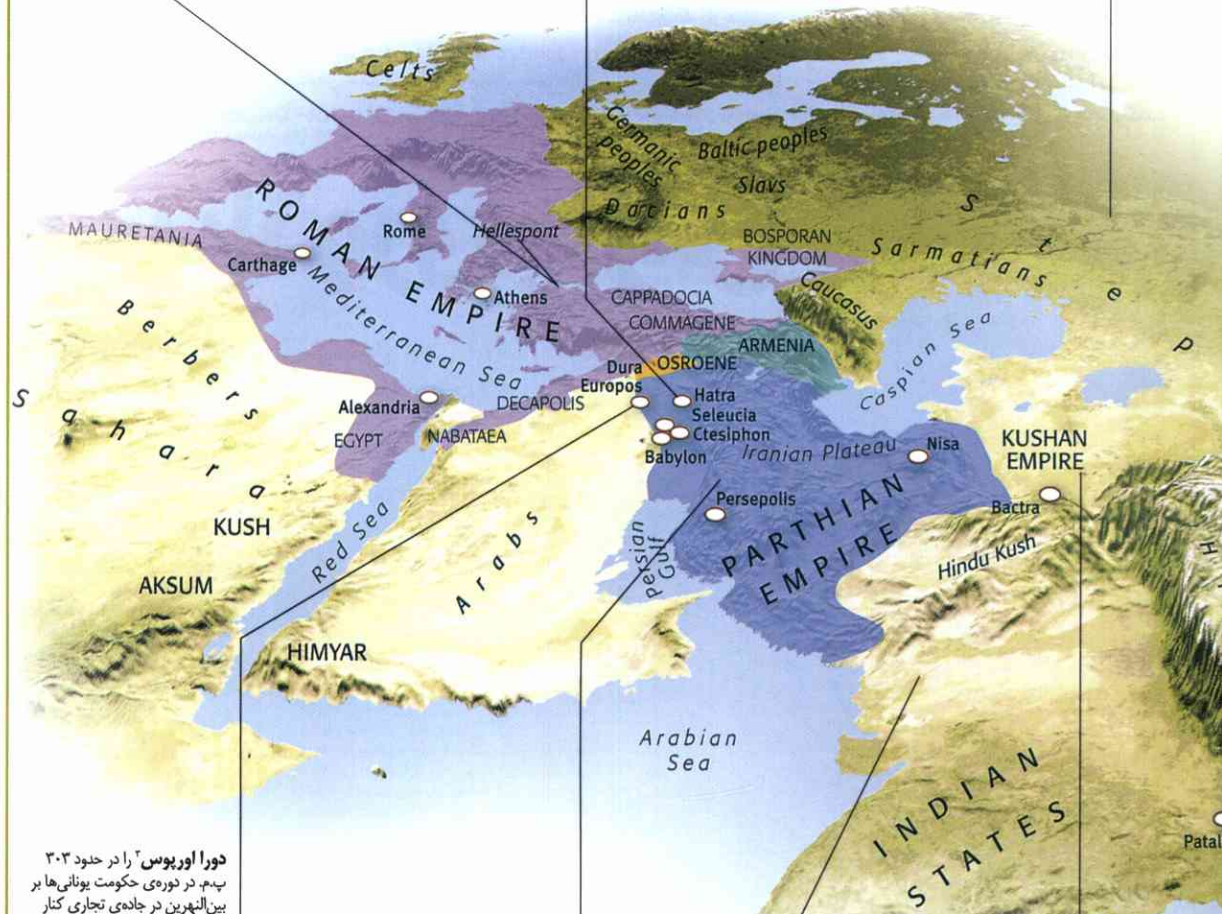 Celts
Germanic
peoples
Baltic peoples
Slavs
Dacians
Step
ROMAN EMPIRE
Rome
Hellespont
MAURETANIA
Carthage
Mediterranean Sea
Athens
BOSPORAN
KINGDOM
Sarmatians
Caucasus
CAPPADOCIA
COMMAGENE
ARMENIA
Caspian Sea
Berbers
Sahara
Dura
Europos
OSROENE
Hatra
Seleucia
Ctesiphon
Babylon
Alexandria
DECAPOLIS
EGYPT
NABATAEA
Iranian Plateau
Nisa
KUSHAN
EMPIRE
Bactra
Persepolis
PARTHIAN
EMPIRE
Hindu Kush
H
KUSH
Red Sea
Arabs
Persian
Gulf
AKSUM
HIMYAR
Arabian
Sea
INDIAN
STATES
Patal
دورا اوروپوس۳ را در حدود ۳۰۳
پ.م. در دوره‌ی حکومت یونانی‌ها بر
بین‌النهرین در جاده‌ی تجاری کنار